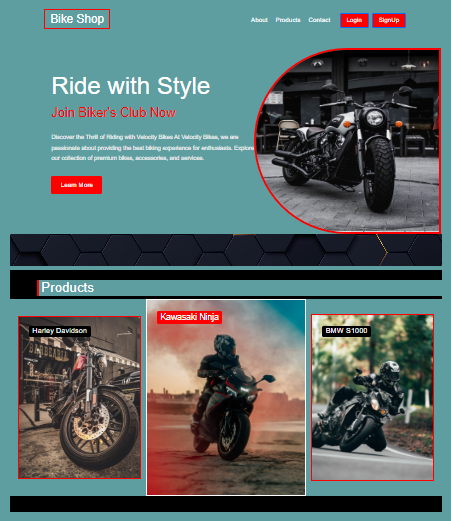 Bike Shop
About Products Contact Login SignUp
Ride with Style
Join Biker's Club Now
Discover the Thrill of Riding with Velocity Bikes At Velocity Bikes, we are
passionate about providing the best biking experience for enthusiasts. Explore
our collection of premium bikes, accessories, and services.
Learn More
Products
Harley Davidson
Kawasaki Ninja
BMW S1000